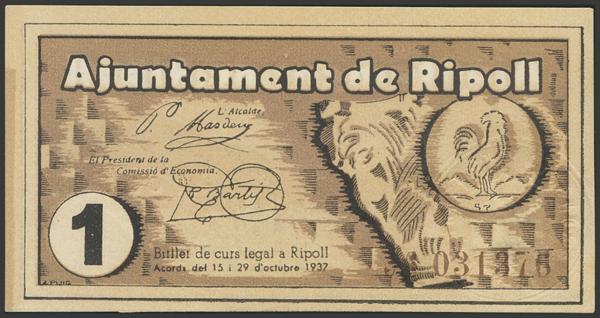 Ajuntament de Ripoll
L'Alcalde,
El President de la
Comissió d'Economia,
1
Bitllet de curs legal a Ripoll
Acords del 15 i 29 d'octubre 1937
031376